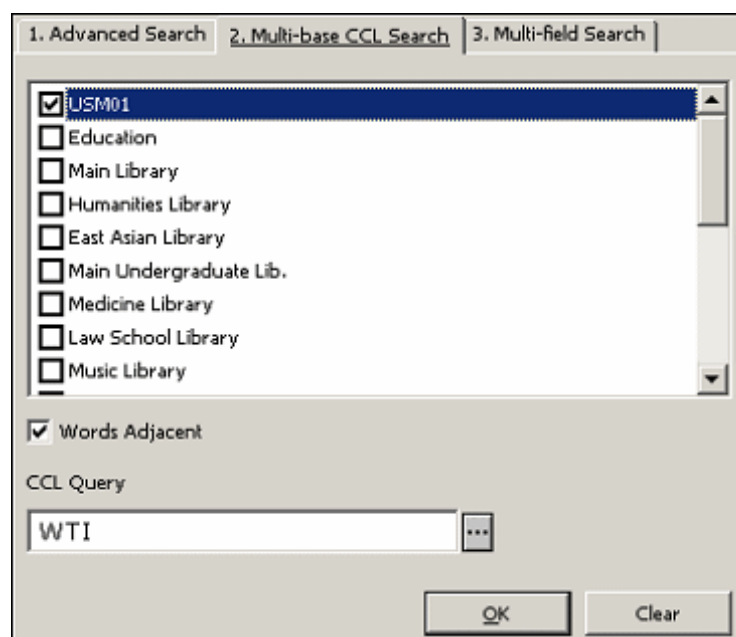 1. Advanced Search 2. Multi-base CCL Search 3. Multi-field Search
USM01
Education
Main Library
Humanities Library
East Asian Library
Main Undergraduate Lib.
Medicine Library
Law School Library
Music Library
Words Adjacent
CCL Query
WTI ...
OK Clear